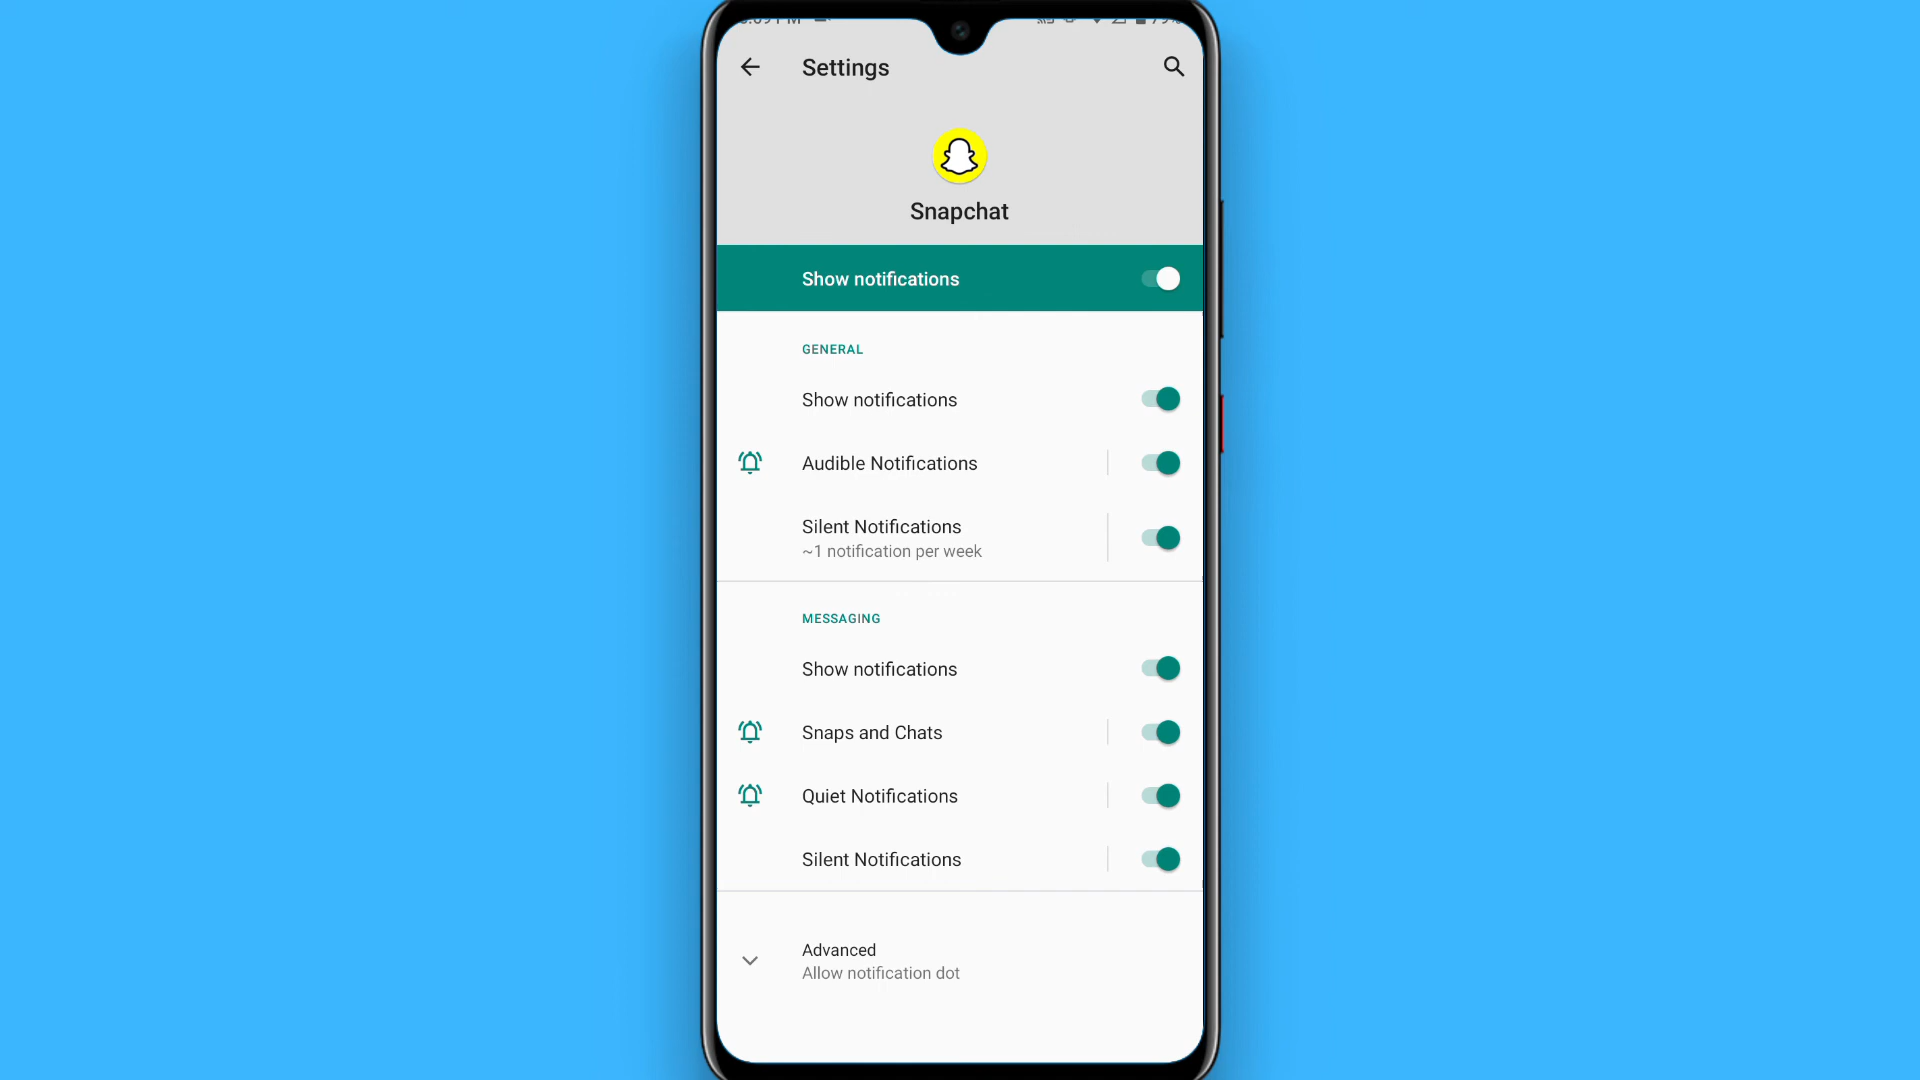 Settings
Snapchat
Show notifications
GENERAL
Show notifications
Audible Notifications
Silent Notifications
~1 notification per week
MESSAGING
Show notifications
Snaps and Chats
Quiet Notifications
Silent Notifications
Advanced
Allow notification dot